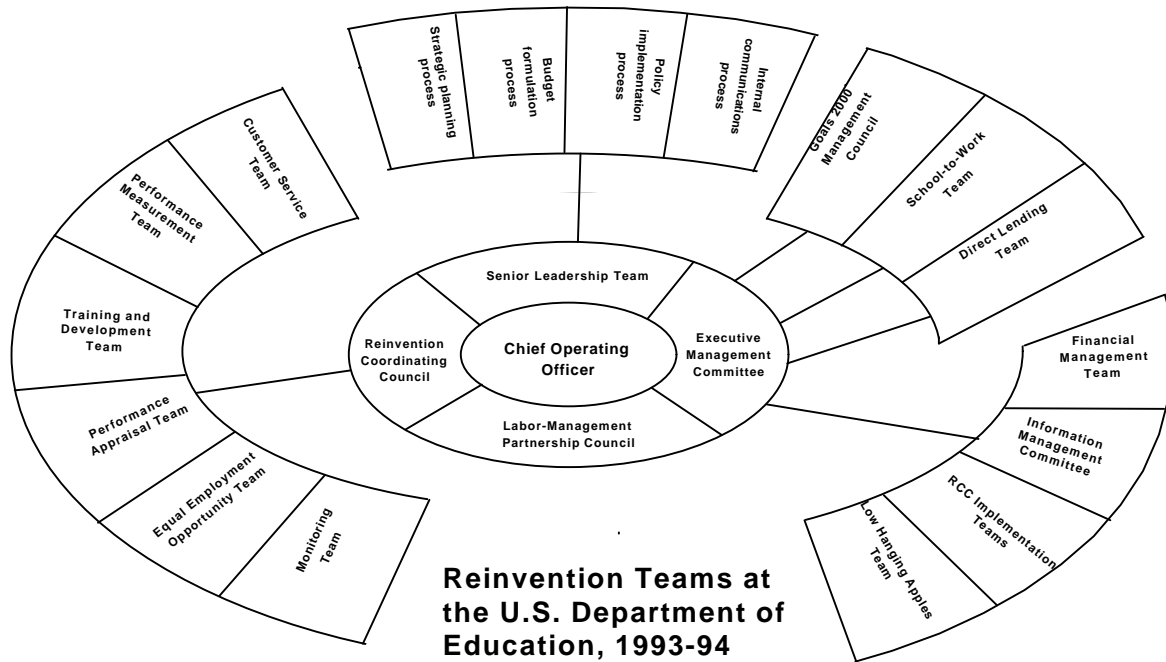 Strategic planning
process
Budget
formulation
process
Policy
implementation
process
Internal
communications
process
Goals 2000
Management
Council
School-to-Work
Team
Direct Lending
Team
Customer Service
Team
Performance
Measurement
Team
Training and
Development
Team
Performance
Appraisal Team
Equal Employment
Opportunity Team
Monitoring
Team
Senior Leadership Team
Reinvention
Coordinating
Council
Chief Operating
Officer
Executive
Management
Committee
Labor-Management
Partnership Council
Financial
Management
Team
Information
Management
Committee
RCC Implementation
Teams
Low Hanging Apples
Team
Reinvention Teams at
the U.S. Department of
Education, 1993-94